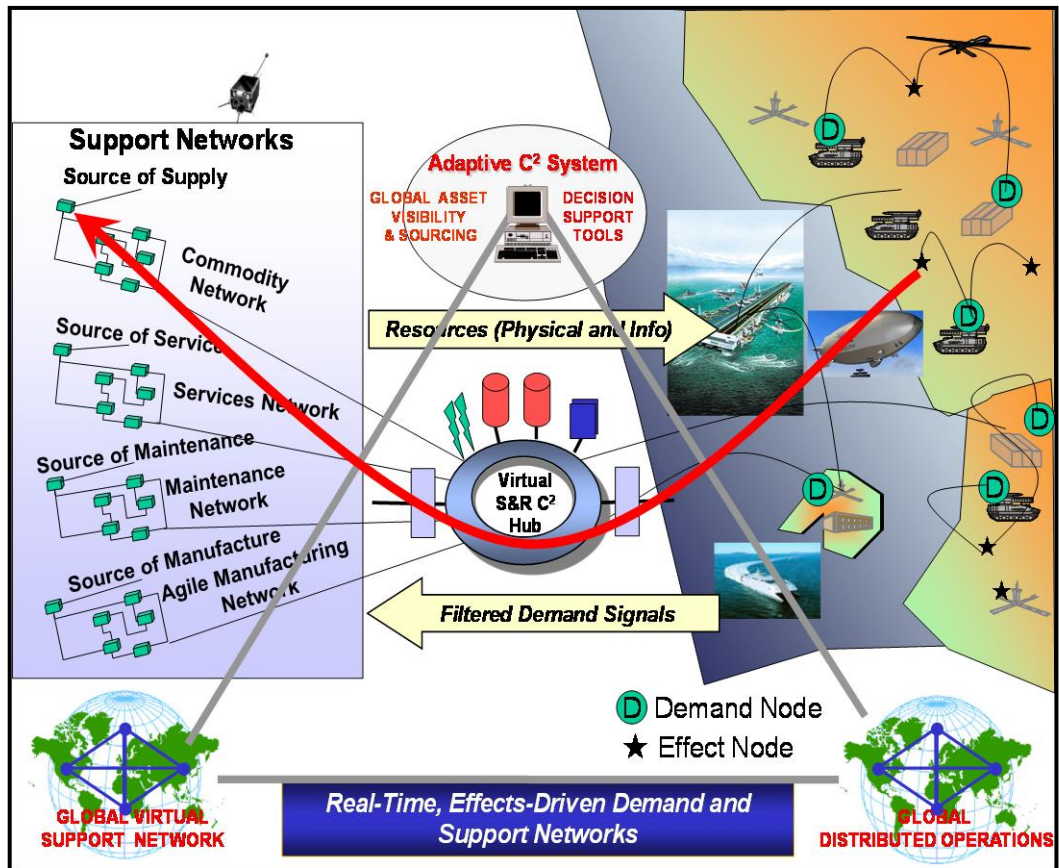 Support Networks
Source of Supply
Commodity
Network
Source of Service
Services Network
Source of Maintenance
Maintenance
Network
Source of Manufacture
Agile Manufacturing
Network
Adaptive C² System
GLOBAL ASSET
VISIBILITY
& SOURCING
DECISION
SUPPORT
TOOLS
Resources (Physical and Info)
Virtual
S&R C²
Hub
Filtered Demand Signals
D
D
D
D
D
D
D Demand Node
Effect Node
GLOBAL VIRTUAL
SUPPORT NETWORK
Real-Time, Effects-Driven Demand and
Support Networks
GLOBAL
DISTRIBUTED OPERATIONS